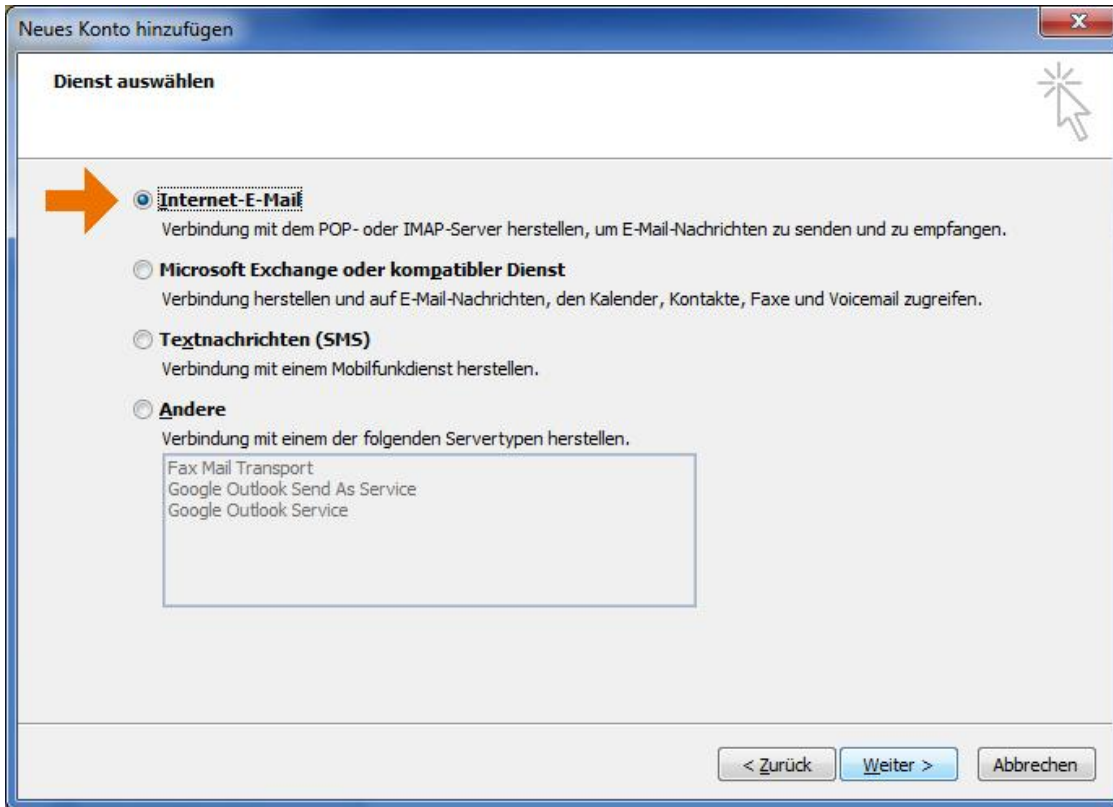 Neues Konto hinzufügen
Dienst auswählen
Internet-E-Mail
Verbindung mit dem POP- oder IMAP-Server herstellen, um E-Mail-Nachrichten zu senden und zu empfangen.
Microsoft Exchange oder kompatibler Dienst
Verbindung herstellen und auf E-Mail-Nachrichten, den Kalender, Kontakte, Faxe und Voicemail zugreifen.
Textnachrichten (SMS)
Verbindung mit einem Mobilfunkdienst herstellen.
Andere
Verbindung mit einem der folgenden Servertypen herstellen.
Fax Mail Transport
Google Outlook Send As Service
Google Outlook Service
< Zurück Weiter > Abbrechen